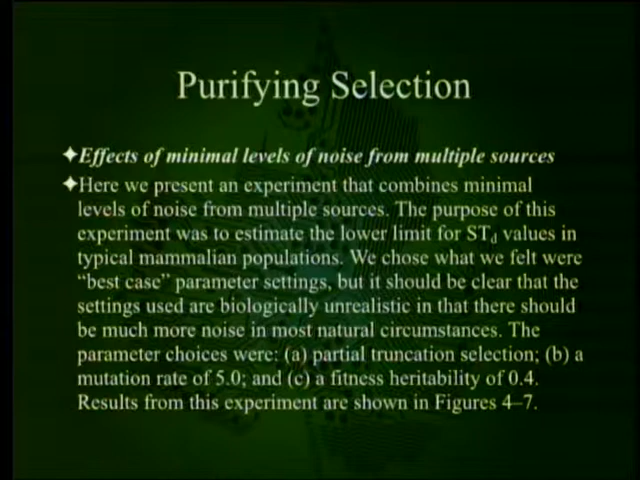 Purifying Selection
✦Effects of minimal levels of noise from multiple sources
✦Here we present an experiment that combines minimal
levels of noise from multiple sources. The purpose of this
experiment was to estimate the lower limit for STd values in
typical mammalian populations. We chose what we felt were
“best case” parameter settings, but it should be clear that the
settings used are biologically unrealistic in that there should
be much more noise in most natural circumstances. The
parameter choices were: (a) partial truncation selection; (b) a
mutation rate of 5.0; and (c) a fitness heritability of 0.4.
Results from this experiment are shown in Figures 4–7.